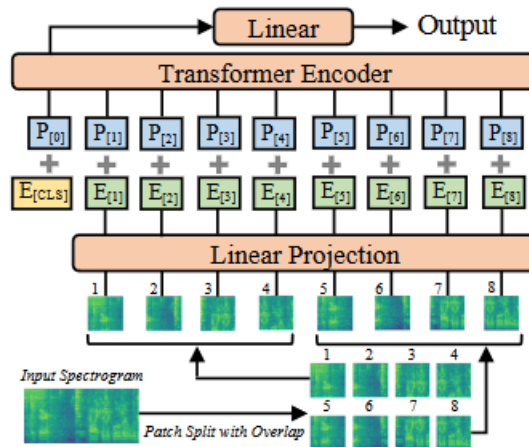 Linear Output
Transformer Encoder
P[0] P[1] P[2] P[3] P[4] P[5] P[6] P[7] P[8]
+ + + + + + + + +
E[CLS] E[1] E[2] E[3] E[4] E[5] E[6] E[7] E[8]
Linear Projection
1 2 3 4 5 6 7 8
1 2 3 4
Input Spectrogram
5 6 7 8
Patch Split with Overlap